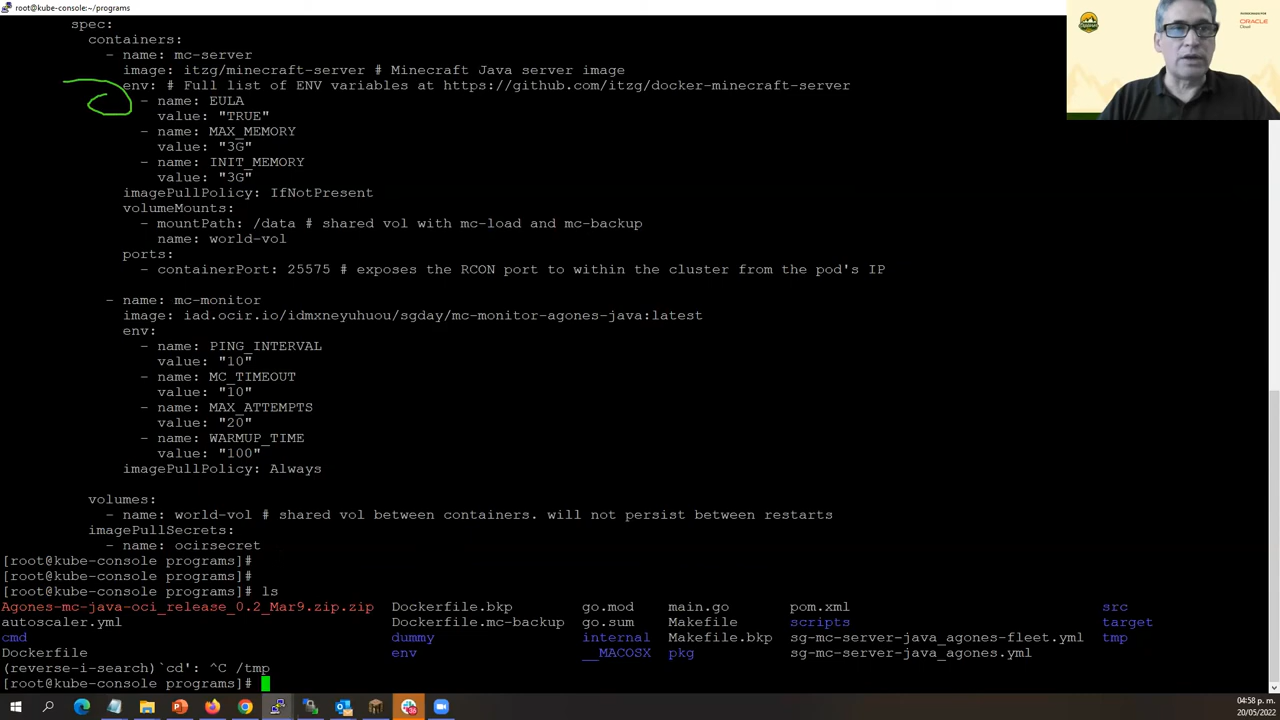 root@kube-console:~/programs
spec:
containers:
- name: mc-server
image: itzg/minecraft-server # Minecraft Java server image
env: # Full list of ENV variables at https://github.com/itzg/docker-minecraft-server
- name: EULA
value: "TRUE"
- name: MAX_MEMORY
value: "3G"
- name: INIT_MEMORY
value: "3G"
imagePullPolicy: IfNotPresent
volumeMounts:
- mountPath: /data # shared vol with mc-load and mc-backup
name: world-vol
ports:
- containerPort: 25575 # exposes the RCON port to within the cluster from the pod's IP
- name: mc-monitor
image: iad.ocir.io/idmxneyuhuou/sgday/mc-monitor-agones-java:latest
env:
- name: PING_INTERVAL
value: "10"
- name: MC_TIMEOUT
value: "10"
- name: MAX_ATTEMPTS
value: "20"
- name: WARMUP_TIME
value: "100"
imagePullPolicy: Always
volumes:
- name: world-vol # shared vol between containers. will not persist between restarts
imagePullSecrets:
- name: ocirsecret
[root@kube-console programs]#
[root@kube-console programs]#
[root@kube-console programs]# ls
Agones-mc-java-oci_release_0.2_Mar9.zip.zip Dockerfile.bkp go.mod main.go pom.xml src
autoscaler.yml Dockerfile.mc-backup go.sum Makefile scripts target
cmd dummy internal Makefile.bkp sg-mc-server-java_agones-fleet.yml tmp
Dockerfile env __MACOSX pkg sg-mc-server-java_agones.yml
(reverse-i-search)`cd': ^C /tmp
[root@kube-console programs]#
ORACLE
Cloud
04:58 p. m.
20/05/2022